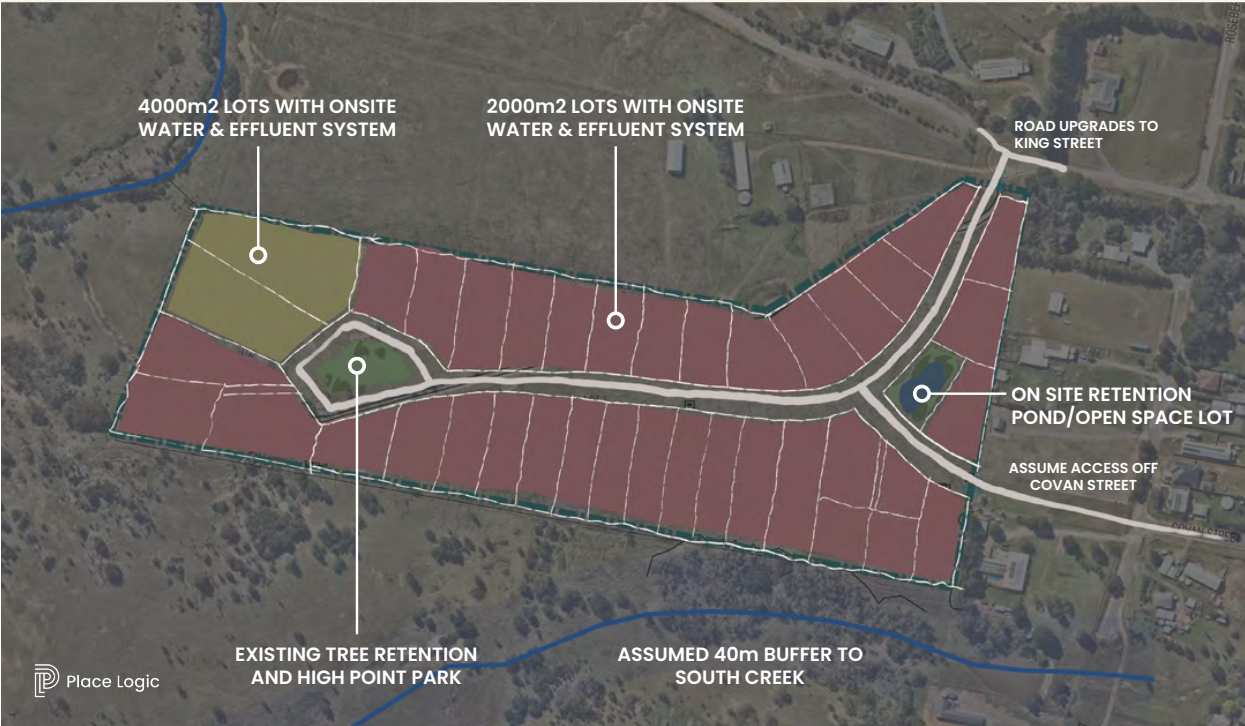 4000m2 LOTS WITH ONSITE
WATER & EFFLUENT SYSTEM
2000m2 LOTS WITH ONSITE
WATER & EFFLUENT SYSTEM
ROAD UPGRADES TO
KING STREET
ON SITE RETENTION
POND/OPEN SPACE LOT
ASSUME ACCESS OFF
COVAN STREET
COVAN STREET
EXISTING TREE RETENTION
AND HIGH POINT PARK
ASSUMED 40m BUFFER TO
SOUTH CREEK
Place Logic